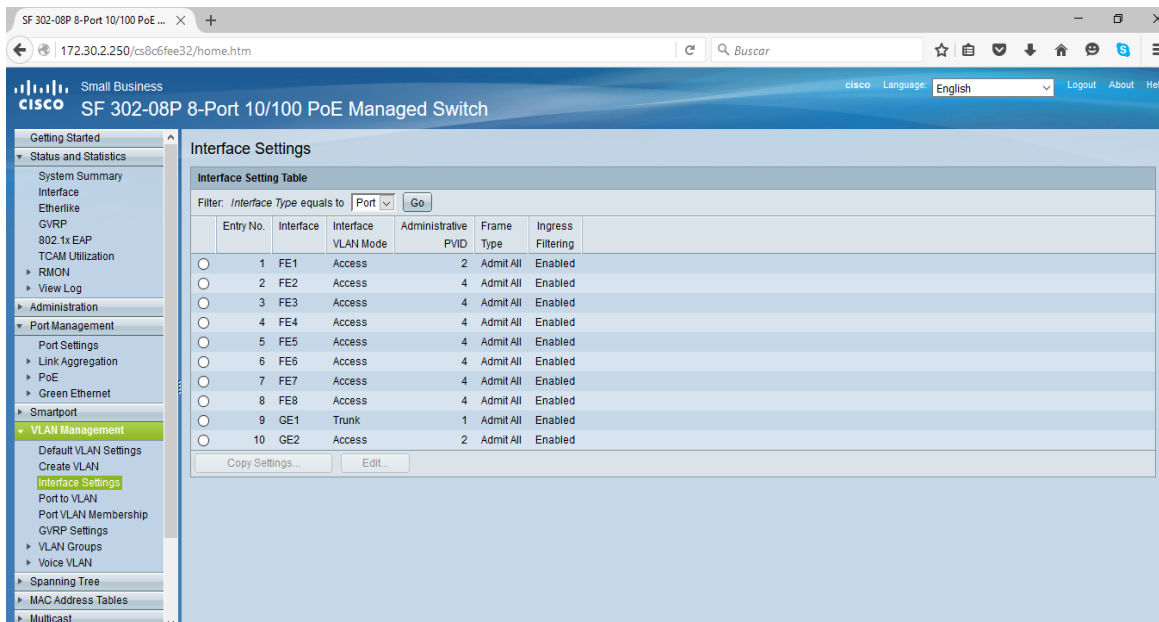 SF 302-08P 8-Port 10/100 PoE ...
172.30.2.250/cs8c6fee32/home.htm
Buscar
Small Business
cisco Language: English Logout About Hel
CISCO
SF 302-08P 8-Port 10/100 PoE Managed Switch
Getting Started
Status and Statistics
System Summary
Interface
Etherlike
GVRP
802.1x EAP
TCAM Utilization
RMON
View Log
Administration
Port Management
Port Settings
Link Aggregation
PoE
Green Ethernet
Smartport
VLAN Management
Default VLAN Settings
Create VLAN
Interface Settings
Port to VLAN
Port VLAN Membership
GVRP Settings
VLAN Groups
Voice VLAN
Spanning Tree
MAC Address Tables
Multicast
Interface Settings
Interface Setting Table
Filter: Interface Type equals to Port Go
Entry No. Interface Interface VLAN Mode Administrative PVID Frame Type Ingress Filtering
1 FE1 Access 2 Admit All Enabled
2 FE2 Access 4 Admit All Enabled
3 FE3 Access 4 Admit All Enabled
4 FE4 Access 4 Admit All Enabled
5 FE5 Access 4 Admit All Enabled
6 FE6 Access 4 Admit All Enabled
7 FE7 Access 4 Admit All Enabled
8 FE8 Access 4 Admit All Enabled
9 GE1 Trunk 1 Admit All Enabled
10 GE2 Access 2 Admit All Enabled
Copy Settings... Edit...